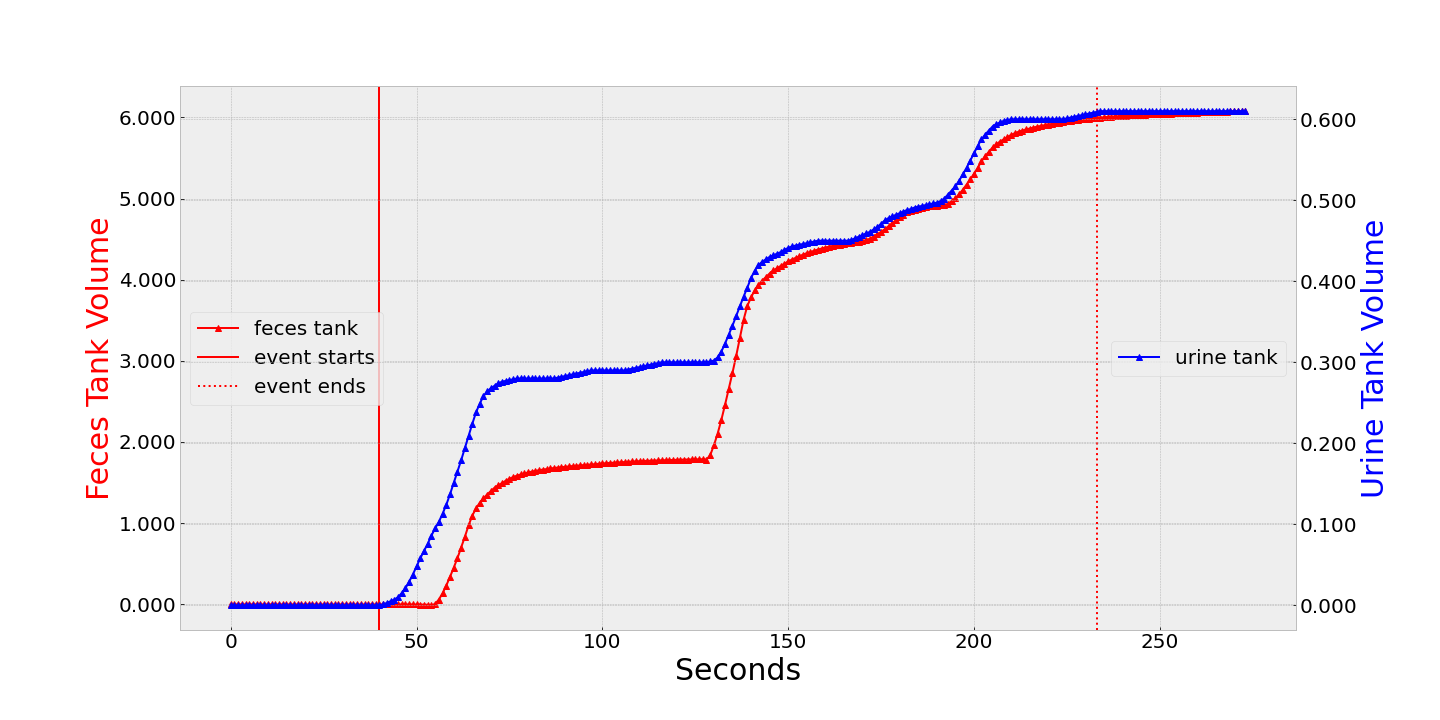 Feces Tank Volume
6.000
5.000
4.000
3.000
2.000
1.000
0.000
feces tank
event starts
event ends
urine tank
0.600
0.500
0.400
0.300
0.200
0.100
0.000
Urine Tank Volume
0 50 100 150 200 250
Seconds